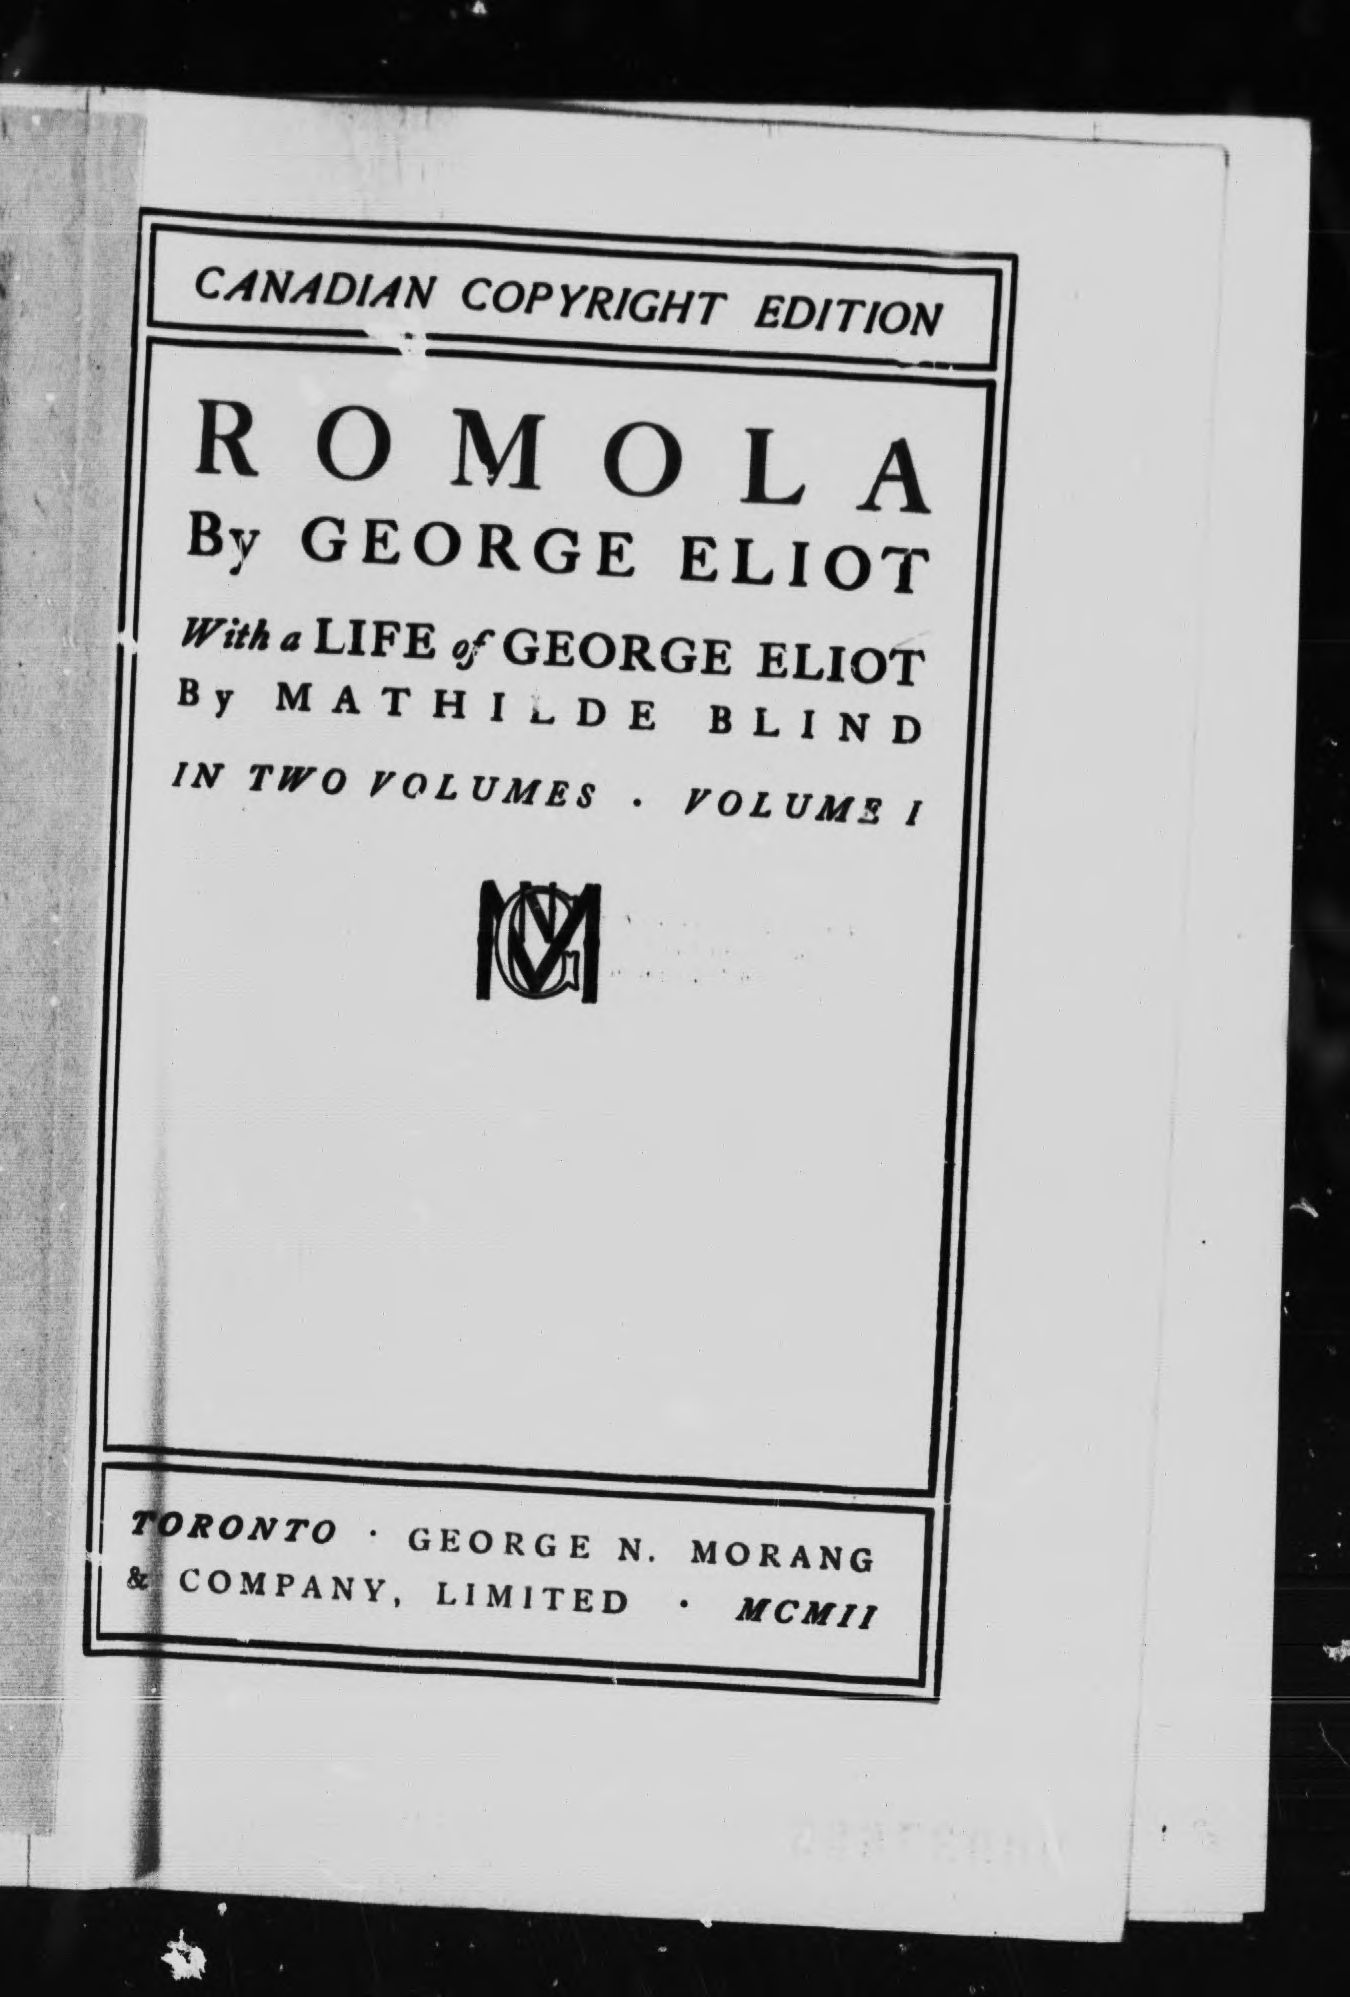 CANADIAN COPYRIGHT EDITION
ROMOLA
By GEORGE ELIOT
With a LIFE of GEORGE ELIOT
By MATHILDE BLIND
IN TWO VOLUMES · VOLUME I
TORONTO · GEORGE N. MORANG
& COMPANY, LIMITED · MCMII